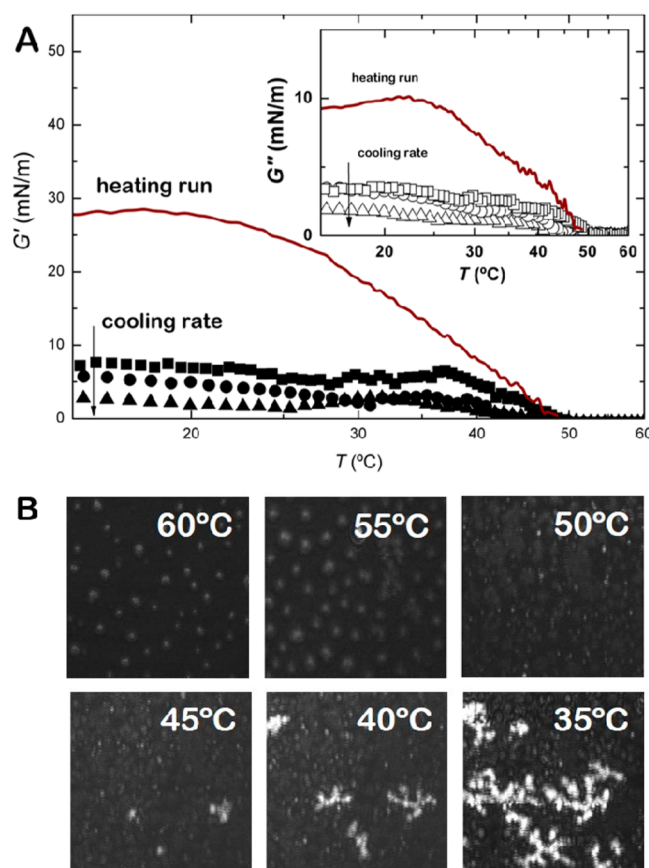 A
50
40
30
20
10
0
G' (mN/m)
heating run
cooling rate
20
30
40
50
60
T (ºC)
10
0
G" (mN/m)
heating run
cooling rate
20
30
40
50
60
T (ºC)
B
60ºC
55ºC
50ºC
45ºC
40ºC
35ºC